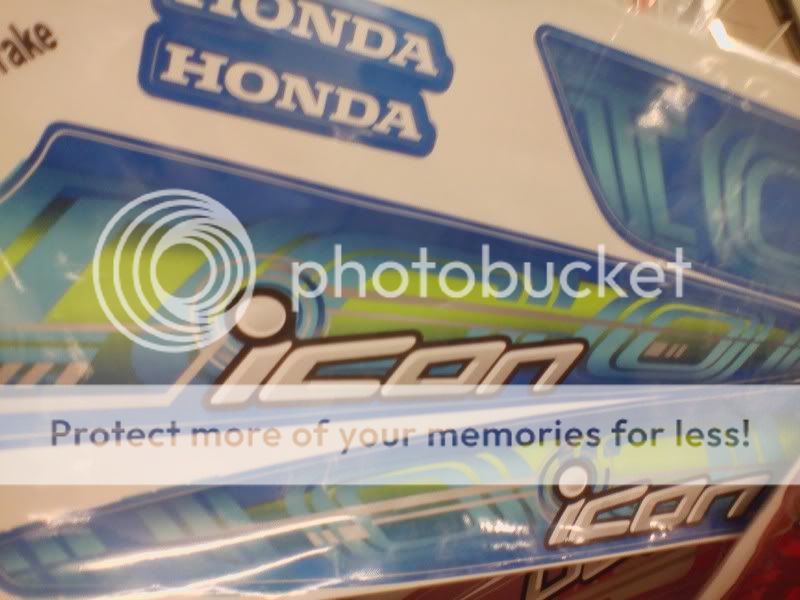 HONDA
rake
HONDA
photobucket
icon
Protect more of your memories for less!
icon